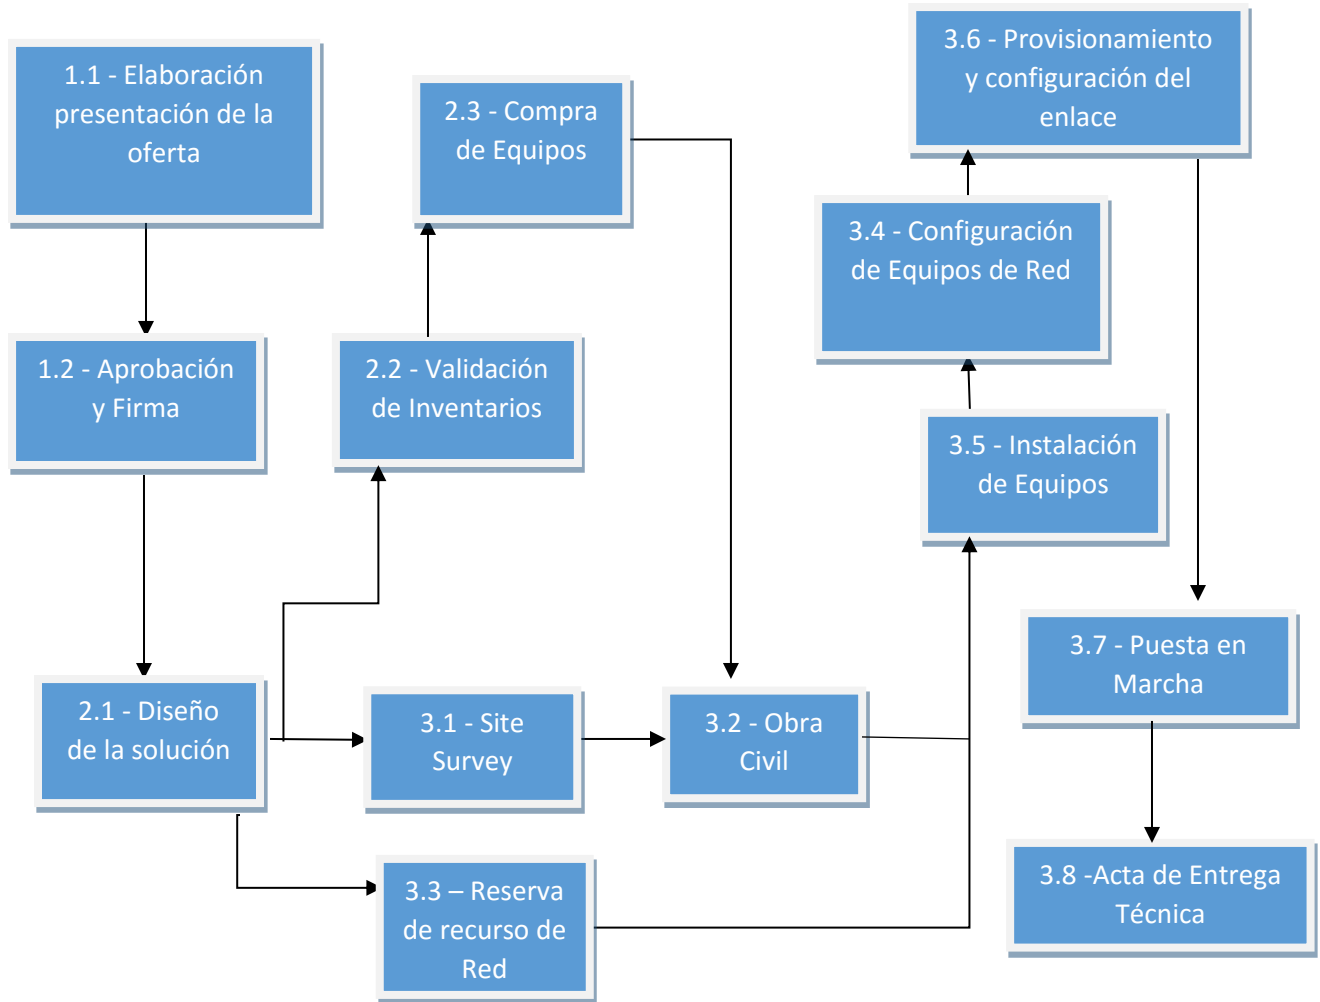 1.1 - Elaboración
presentación de la
oferta
1.2 - Aprobación
y Firma
2.1 - Diseño
de la solución
2.2 - Validación
de Inventarios
2.3 - Compra
de Equipos
3.1 - Site
Survey
3.2 - Obra
Civil
3.3 – Reserva
de recurso de
Red
3.6 - Provisionamiento
y configuración del
enlace
3.4 - Configuración
de Equipos de Red
3.5 - Instalación
de Equipos
3.7 - Puesta en
Marcha
3.8 -Acta de Entrega
Técnica